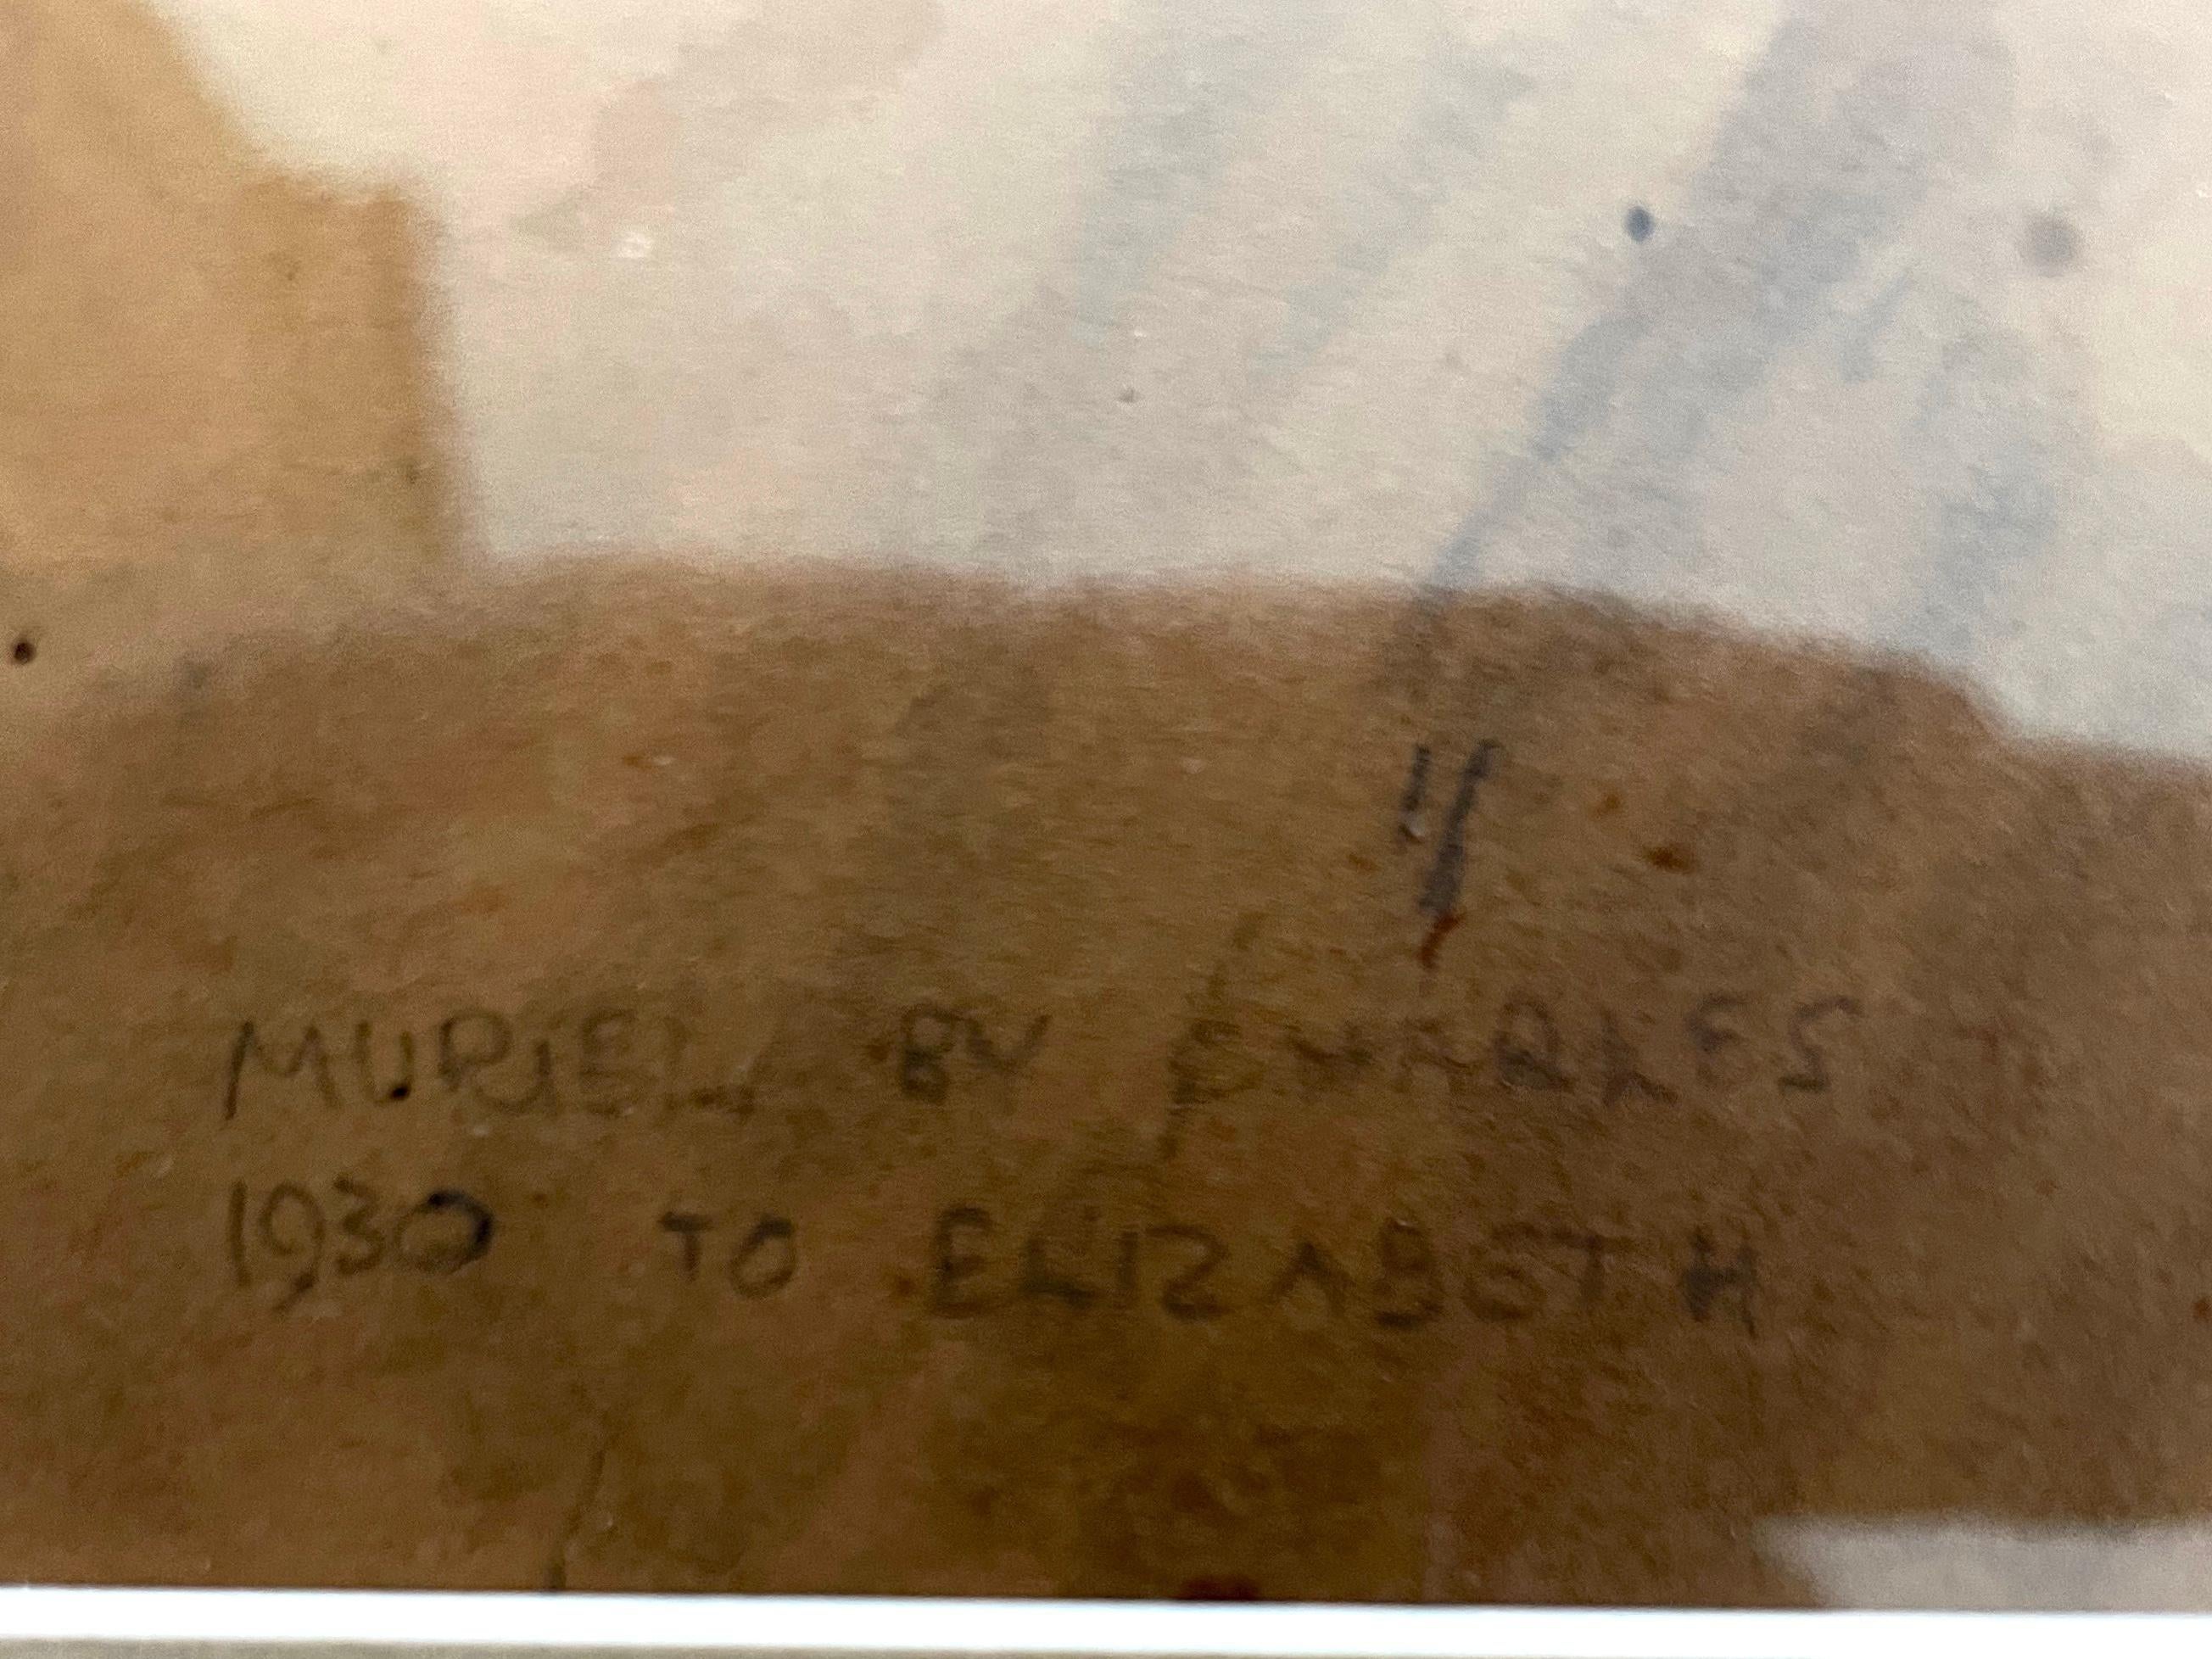 MURIEL BY CHARLES
1930 TO ELIZABETH